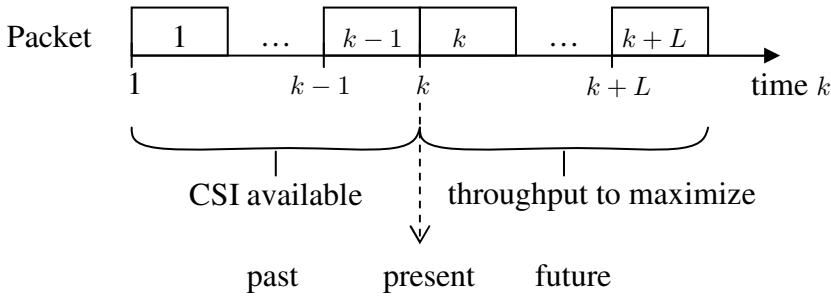 Packet 1 ... k − 1 k ... k + L
1 k − 1 k k + L time k
CSI available throughput to maximize
past present future